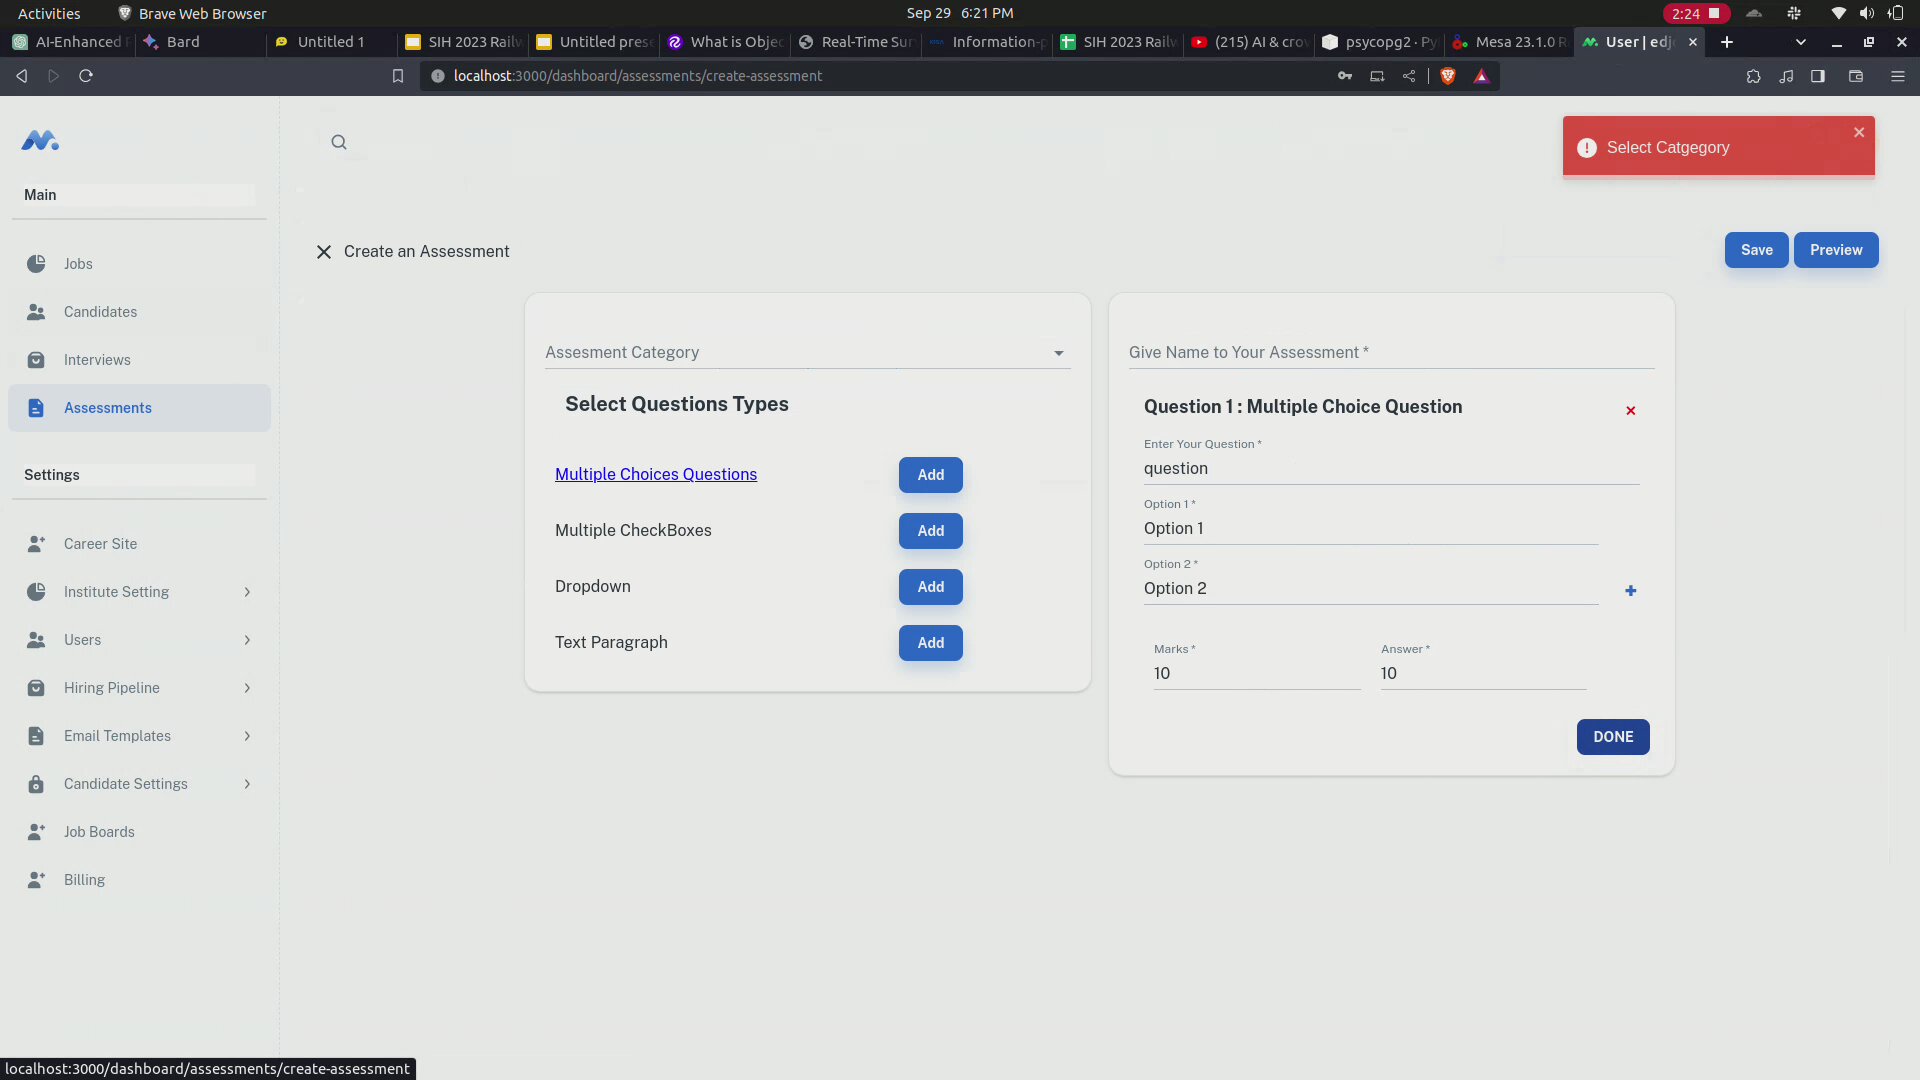 Activities
Brave Web Browser
Sep 29 6:21 PM
2:24
AI-Enhanced
Bard
Untitled 1
SIH 2023 Railw
Untitled prese
What is Objec
Real-Time Sur
Information-p
SIH 2023 Railw
(215) AI & crow
psycopg2 · Py
Mesa 23.1.0 R
User | edjo
localhost:3000/dashboard/assessments/create-assessment
Select Catgegory
Main
Create an Assessment
Save
Preview
Jobs
Candidates
Interviews
Assessments
Settings
Career Site
Institute Setting
Users
Hiring Pipeline
Email Templates
Candidate Settings
Job Boards
Billing
Assesment Category
Select Questions Types
Multiple Choices Questions
Add
Multiple CheckBoxes
Add
Dropdown
Add
Text Paragraph
Add
Give Name to Your Assessment *
Question 1 : Multiple Choice Question
Enter Your Question *
question
Option 1 *
Option 1
Option 2 *
Option 2
Marks *
10
Answer *
10
DONE
localhost:3000/dashboard/assessments/create-assessment